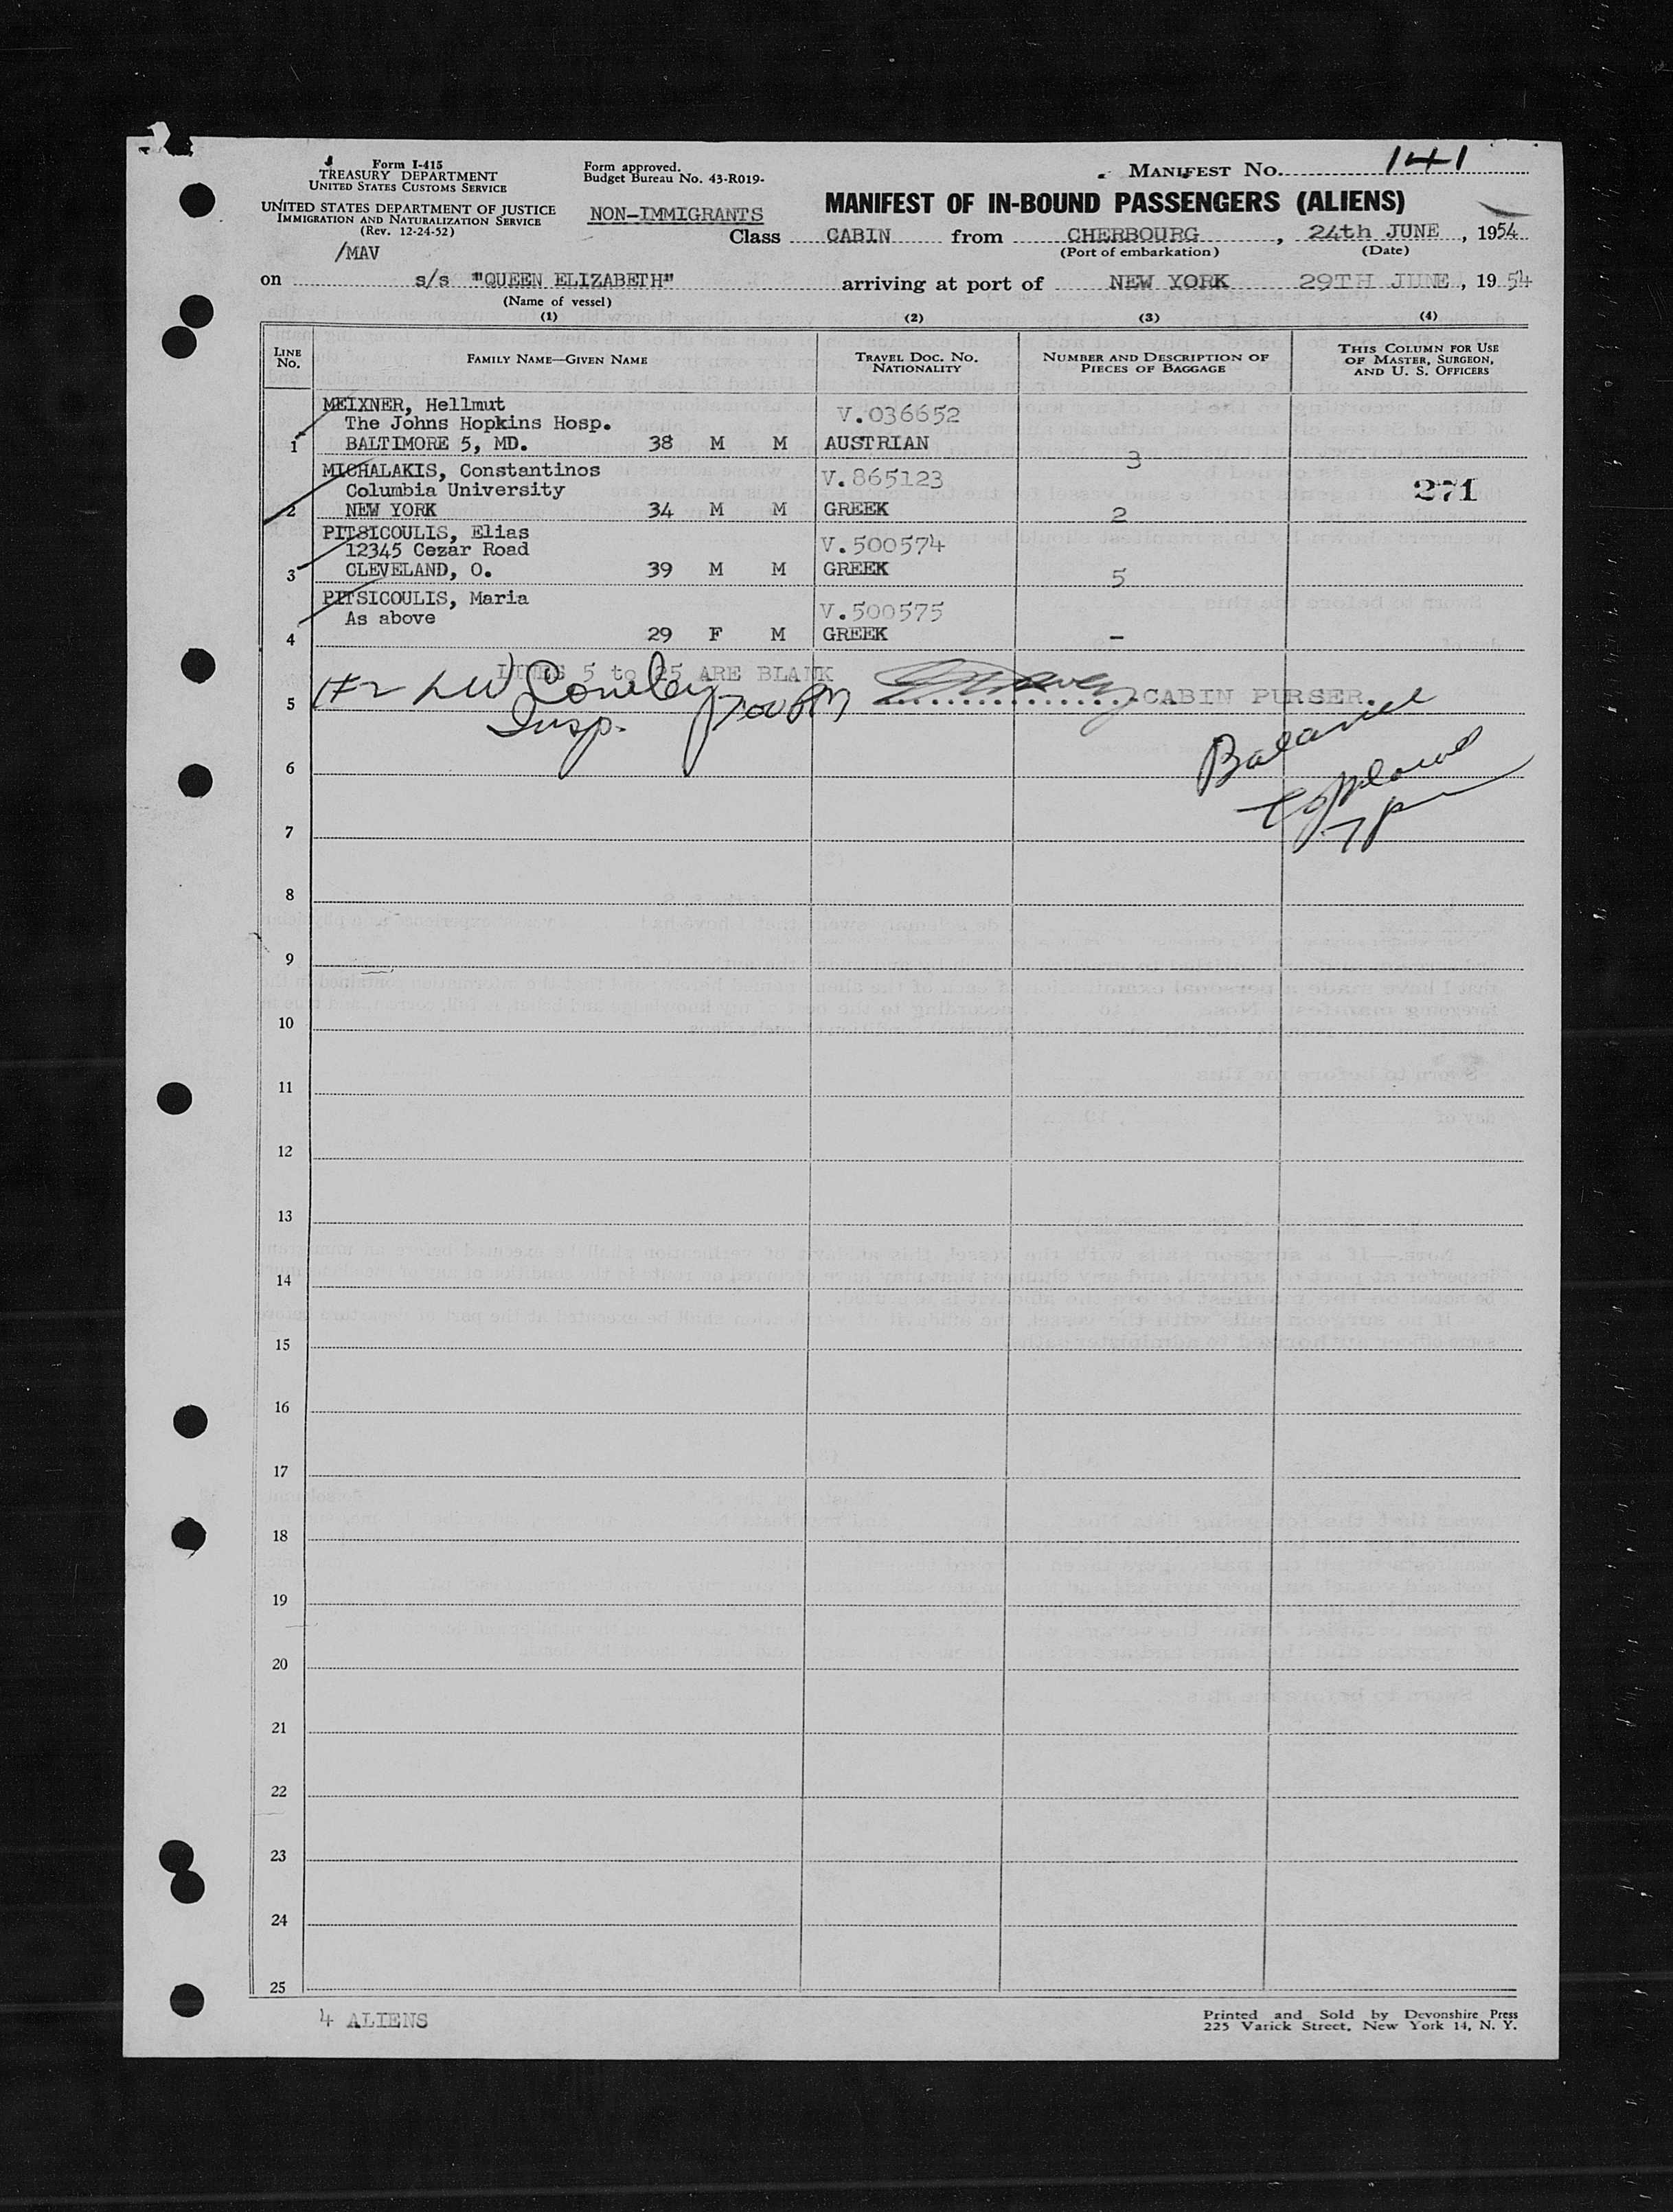 Form I-415
TREASURY DEPARTMENT
UNITED STATES CUSTOMS SERVICE
UNITED STATES DEPARTMENT OF JUSTICE
IMMIGRATION AND NATURALIZATION SERVICE
(Rev. 12-24-52)
/MAV
Form approved.
Budget Bureau No. 43-R019-
NON-IMMIGRANTS
MANIFEST NO. 141
MANIFEST OF IN-BOUND PASSENGERS (ALIENS)
Class CABIN from CHERBOURG, 24th JUNE, 1954
(Port of embarkation) (Date)
on s/s "QUEEN ELIZABETH" arriving at port of NEW YORK 29TH JUNE, 1954
(Name of vessel)
(1) (2) (3) (4)
LINE NO. FAMILY NAME—GIVEN NAME TRAVEL DOC. NO. NATIONALITY NUMBER AND DESCRIPTION OF PIECES OF BAGGAGE THIS COLUMN FOR USE OF MASTER, SURGEON, AND U. S. OFFICERS
MEIXNER, Hellmut V.036652
The Johns Hopkins Hosp.
1 BALTIMORE 5, MD. 38 M M AUSTRIAN 3
MICHALAKIS, Constantinos V.865123
Columbia University 271
2 NEW YORK 34 M M GREEK 2
PITSICOULIS, Elias
12345 Cezar Road V.500574
3 CLEVELAND, O. 39 M M GREEK 5
PITSICOULIS, Maria V.500575
As above
4 29 F M GREEK -
LINES 5 to 25 ARE BLANK
#2 LW Cowley 700 PM CABIN PURSER.
5
Insp.
Balance
6
7
8
9
10
11
12
13
14
15
16
17
18
19
20
21
22
23
24
25
4 ALIENS
Printed and Sold by Devonshire Press
225 Varick Street, New York 14, N. Y.